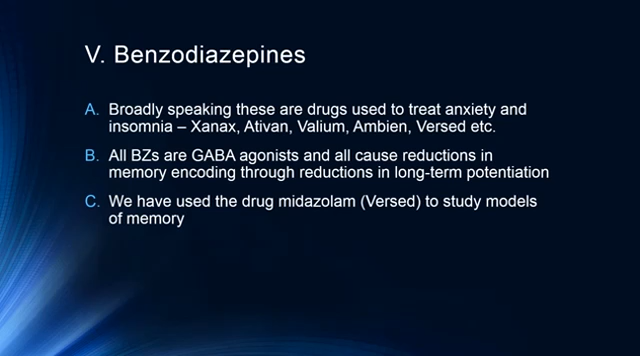 V. Benzodiazepines
A. Broadly speaking these are drugs used to treat anxiety and
insomnia – Xanax, Ativan, Valium, Ambien, Versed etc.
B. All BZs are GABA agonists and all cause reductions in
memory encoding through reductions in long-term potentiation
C. We have used the drug midazolam (Versed) to study models
of memory